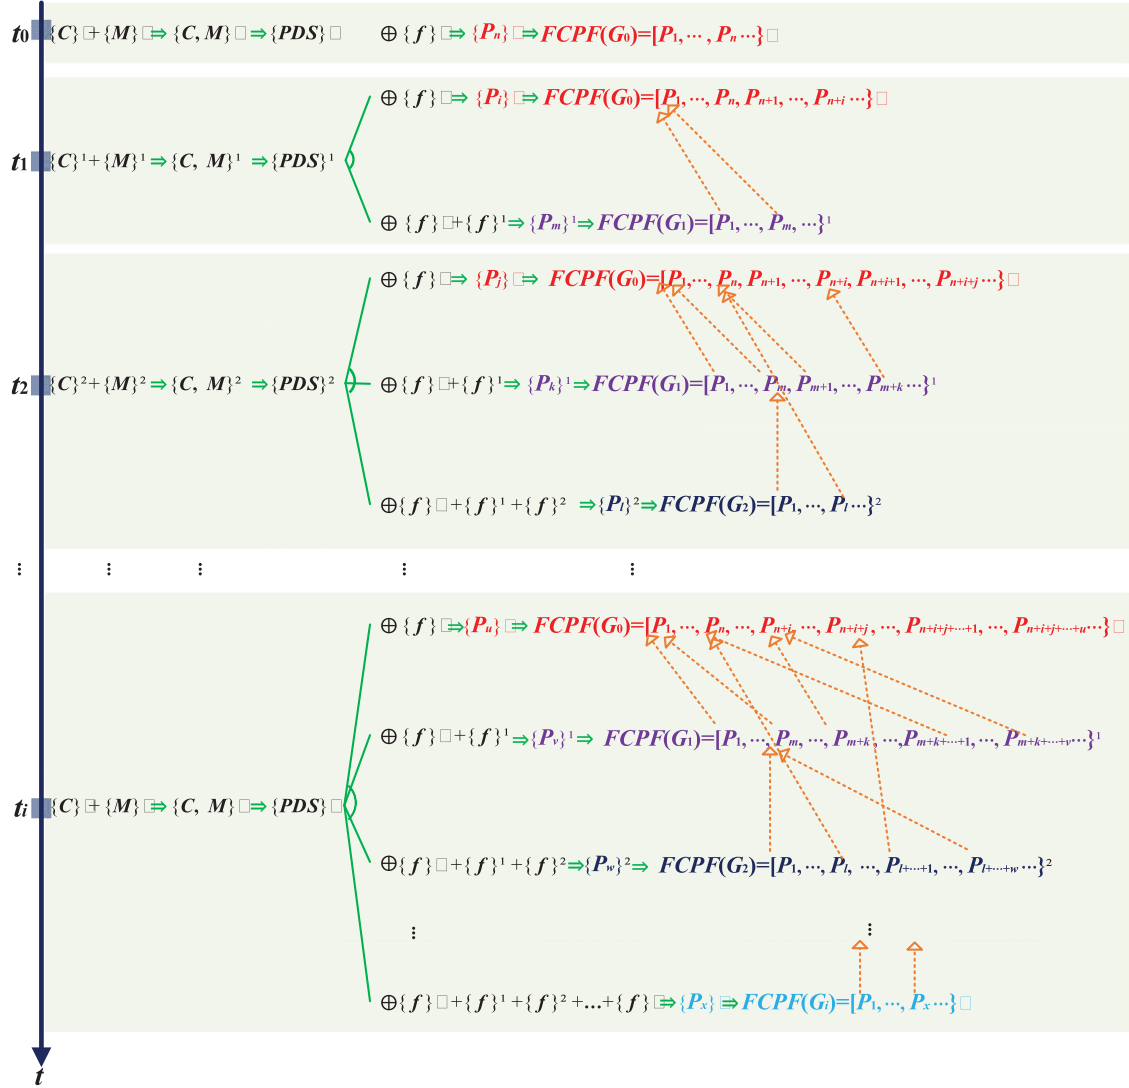 t₀ {C}□+{M}□⇒{C, M}□⇒{PDS}□ ⊕{f}□⇒{Pₙ}□⇒FCPF(G₀)=[P₁,⋯, Pₙ⋯}□
⊕{f}□⇒{Pᵢ}□⇒FCPF(G₀)=[P₁,⋯, Pₙ, Pₙ₊₁, ⋯, Pₙ₊ᵢ⋯}□
t₁ {C}¹+{M}¹⇒{C, M}¹⇒{PDS}¹
⊕{f}□+{f}¹⇒{Pₘ}¹⇒FCPF(G₁)=[P₁,⋯, Pₘ, ⋯}¹
⊕{f}□⇒{Pⱼ}□⇒FCPF(G₀)=[P₁,⋯, Pₙ, Pₙ₊₁, ⋯, Pₙ₊ᵢ, Pₙ₊ᵢ₊₁, ⋯, Pₙ₊ᵢ₊ⱼ⋯}□
t₂ {C}²+{M}²⇒{C, M}²⇒{PDS}² ⊕{f}□+{f}¹⇒{Pₖ}¹⇒FCPF(G₁)=[P₁,⋯, Pₘ, Pₘ₊₁, ⋯, Pₘ₊ₖ⋯}¹
⊕{f}□+{f}¹+{f}²⇒{Pₗ}²⇒FCPF(G₂)=[P₁,⋯, Pₗ⋯}²
⋮ ⋮ ⋮ ⋮ ⋮
⊕{f}□⇒{Pᵤ}□⇒FCPF(G₀)=[P₁, ⋯, Pₙ, ⋯, Pₙ₊ᵢ, ⋯, Pₙ₊ᵢ₊ⱼ, ⋯, Pₙ₊ᵢ₊ⱼ₊⋯₊₁, ⋯, Pₙ₊ᵢ₊ⱼ₊⋯₊ᵤ⋯}□
⊕{f}□+{f}¹⇒{Pᵥ}¹⇒FCPF(G₁)=[P₁, ⋯, Pₘ, ⋯, Pₘ₊ₖ, ⋯, Pₘ₊ₖ₊⋯₊₁, ⋯, Pₘ₊ₖ₊⋯₊ᵥ⋯}¹
tᵢ {C}□+{M}□⇒{C, M}□⇒{PDS}□
⊕{f}□+{f}¹+{f}²⇒{P_w}²⇒FCPF(G₂)=[P₁, ⋯, Pₗ, ⋯, Pₗ₊⋯₊₁, ⋯, P_{l+⋯+w}⋯}²
⋮ ⋮
⊕{f}□+{f}¹+{f}²+...+{f}□⇒{Pₓ}□⇒FCPF(Gᵢ)=[P₁, ⋯, Pₓ⋯}□
t